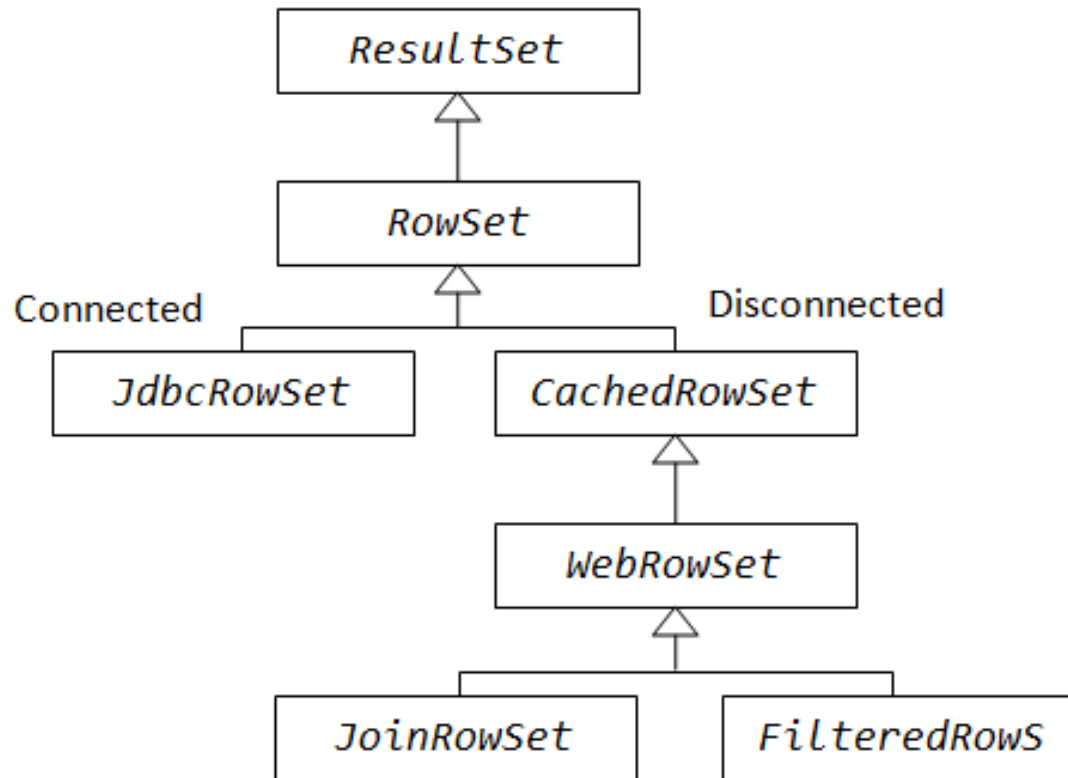 ResultSet
RowSet
Connected
Disconnected
JdbcRowSet
CachedRowSet
WebRowSet
JoinRowSet
FilteredRowS